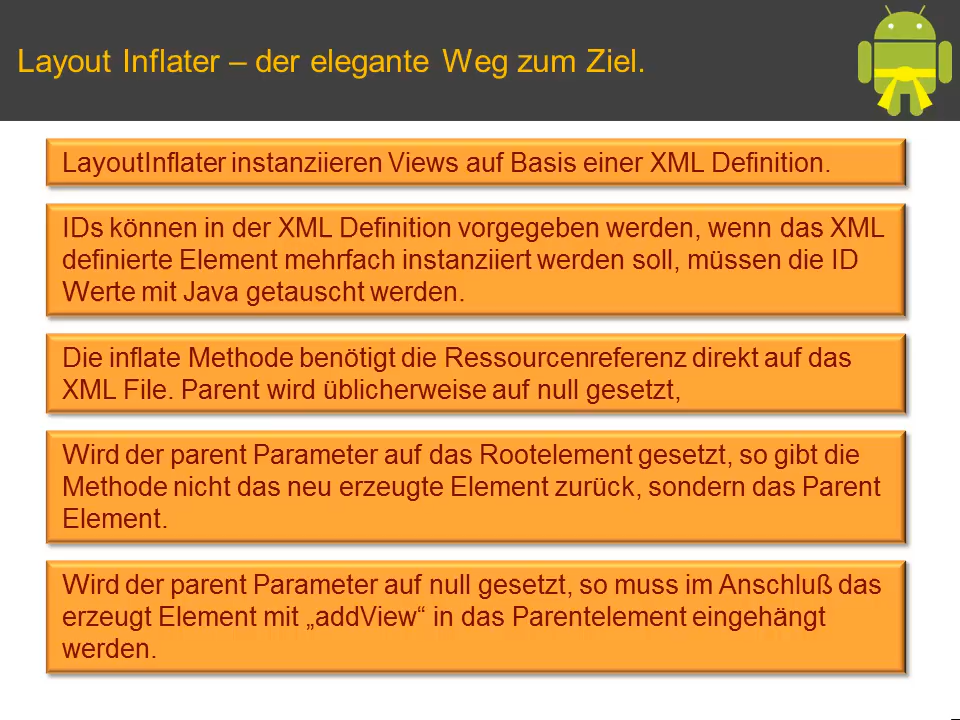 Layout Inflater – der elegante Weg zum Ziel.
LayoutInflater instanziieren Views auf Basis einer XML Definition.
IDs können in der XML Definition vorgegeben werden, wenn das XML
definierte Element mehrfach instanziiert werden soll, müssen die ID
Werte mit Java getauscht werden.
Die inflate Methode benötigt die Ressourcenreferenz direkt auf das
XML File. Parent wird üblicherweise auf null gesetzt,
Wird der parent Parameter auf das Rootelement gesetzt, so gibt die
Methode nicht das neu erzeugte Element zurück, sondern das Parent
Element.
Wird der parent Parameter auf null gesetzt, so muss im Anschluß das
erzeugt Element mit „addView“ in das Parentelement eingehängt
werden.